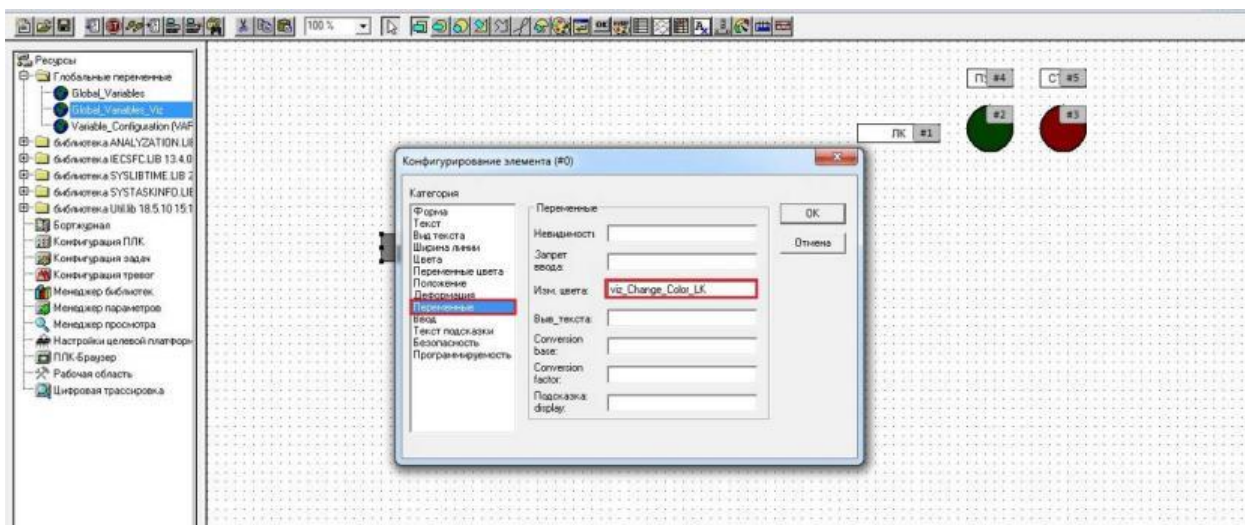 100 %
Ресурсы
Глобальные переменные
Global_Variables
Global_Variables_Viz
Variable_Configuration (VAF
библиотека ANALYZATION.LIE
библиотека IECSFC.LIB 13.4.0
библиотека SYSLIBTIME.LIB 2
библиотека SYSTASKINFO.LIE
библиотека Util.lib 18.5.10 15:1
Бортжурнал
Конфигурация ПЛК
Конфигурация задач
Конфигурация тревог
Менеджер библиотек
Менеджер параметров
Менеджер просмотра
Настройки целевой платформ
ПЛК-Браузер
Рабочая область
Цифровая трассировка
#4
#5
#2
#3
ЛК #1
Конфигурирование элемента (#0)
Категория
Форма
Текст
Вид текста
Ширина линии
Цвета
Переменные цвета
Положение
Деформация
Переменные
Ввод
Текст подсказки
Безопасность
Программируемость
Переменные
Невидимость:
Запрет
ввода:
Изм. цвета: viz_Change_Color_LK
Выв_текста:
Conversion
base:
Conversion
factor:
Подсказка:
display:
OK
Отмена